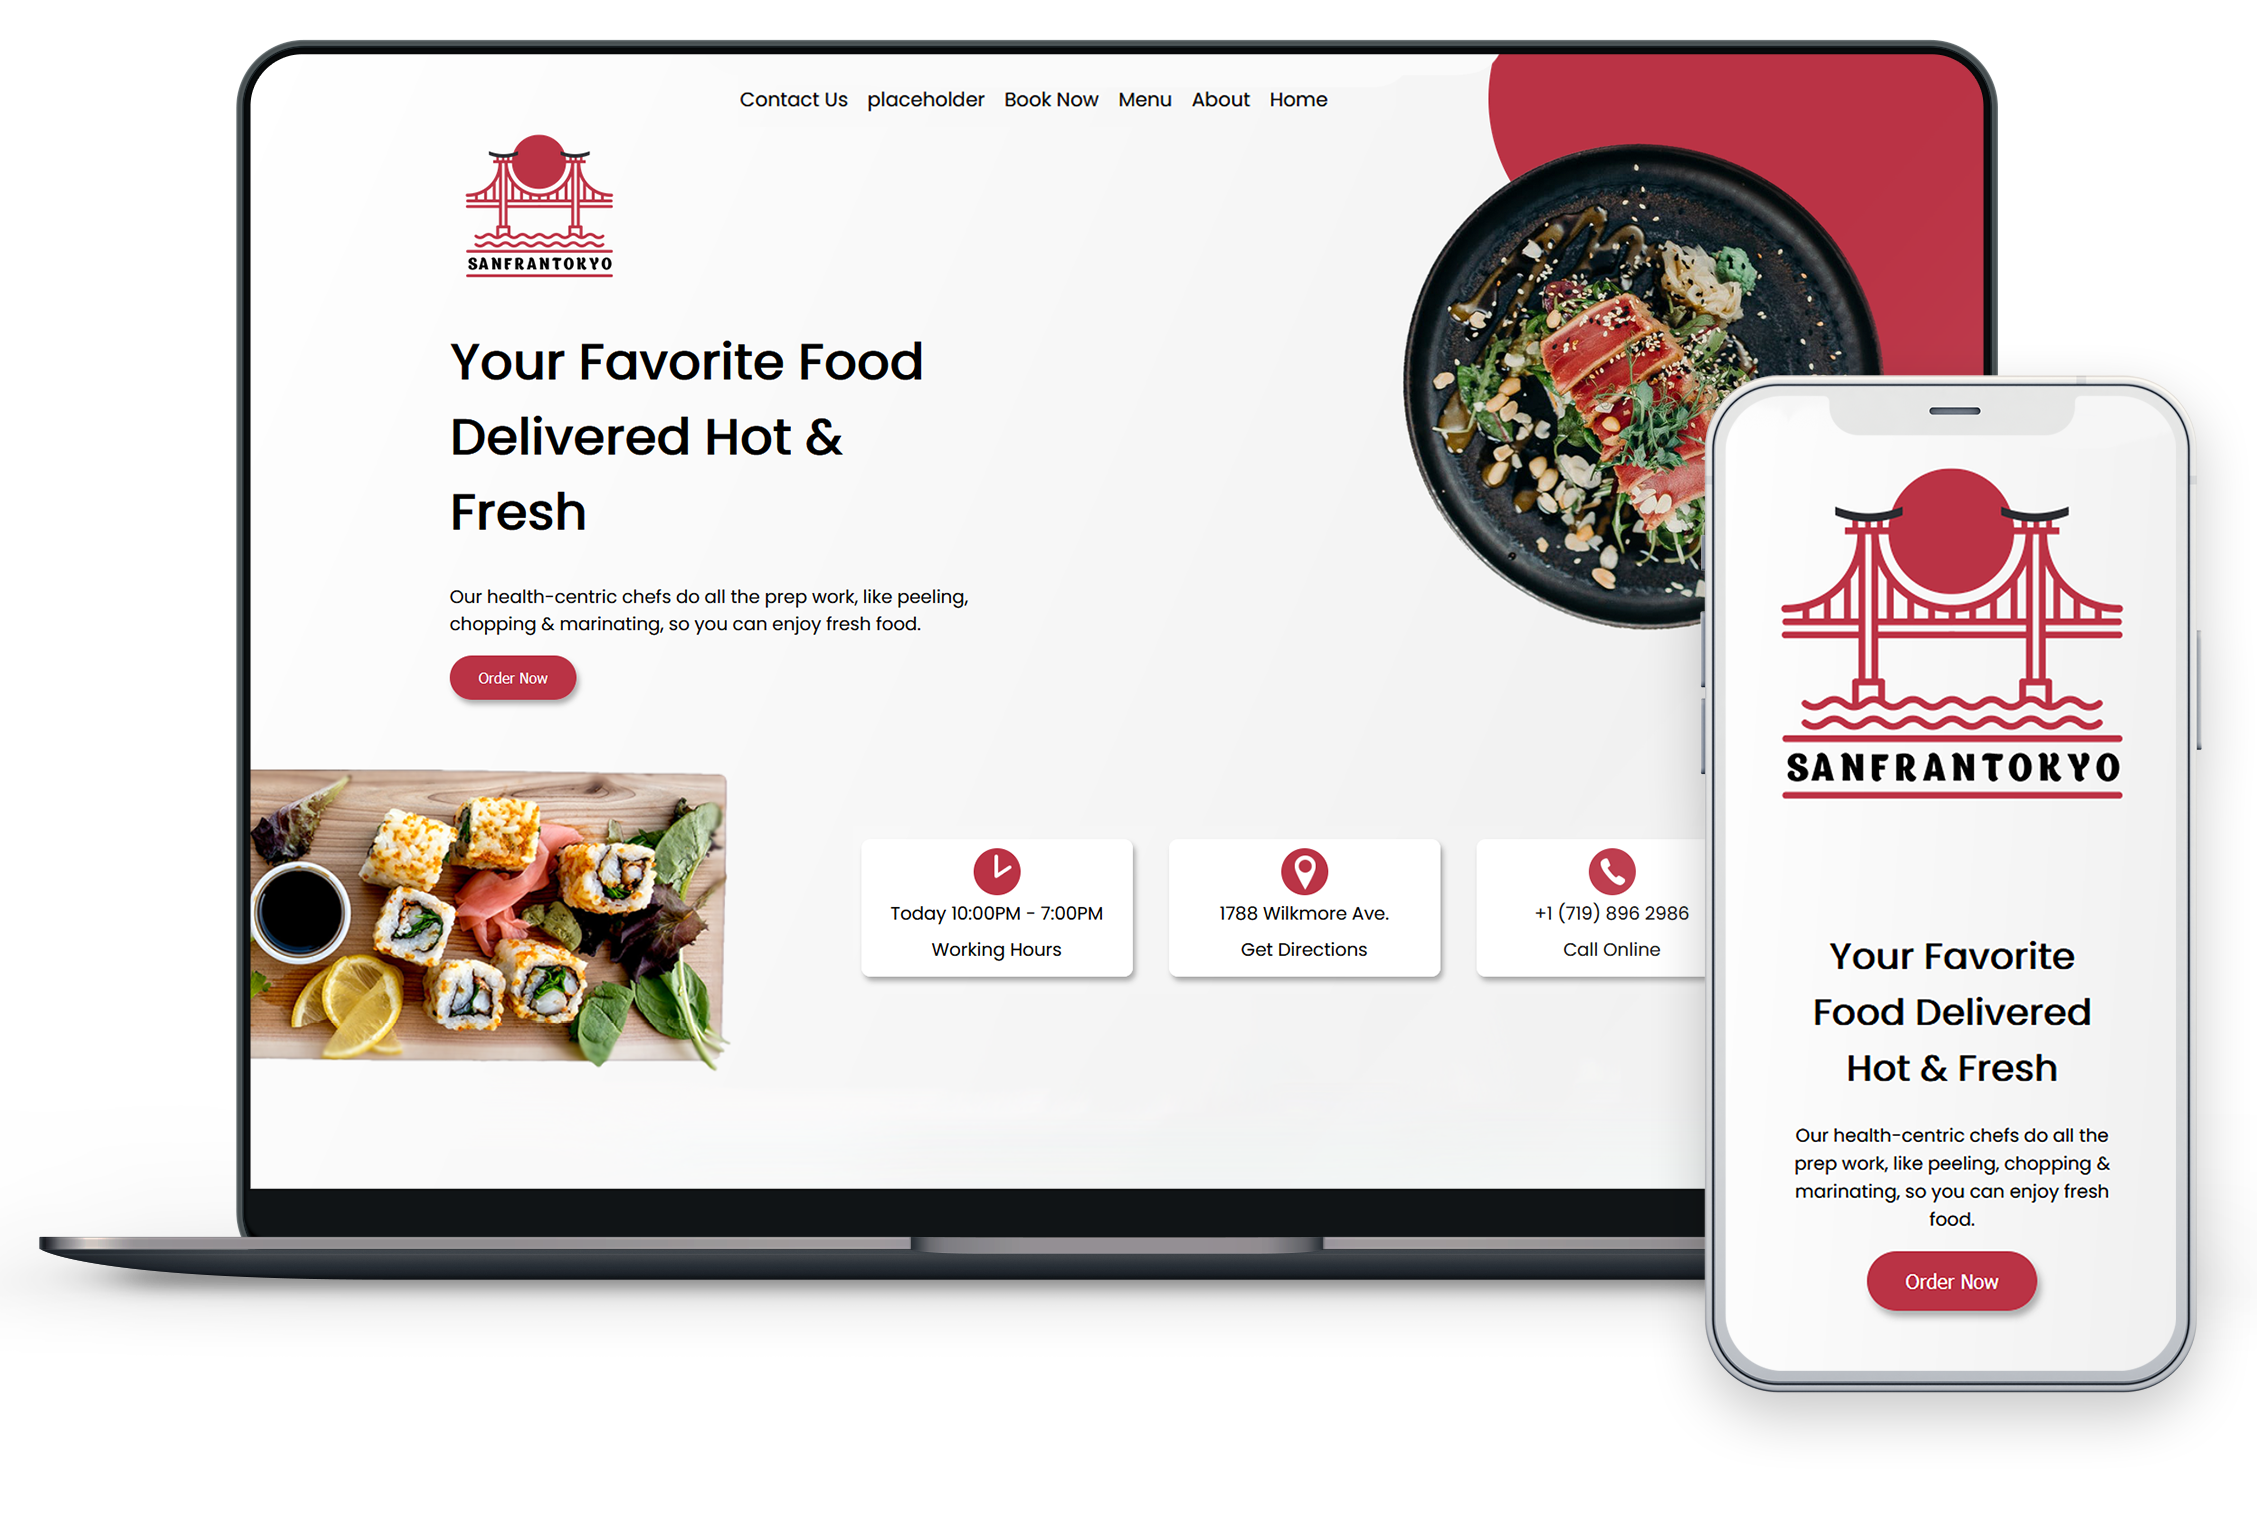 Contact Us placeholder Book Now Menu About Home
SANFRANTOKYO
Your Favorite Food
Delivered Hot &
Fresh
Our health-centric chefs do all the prep work, like peeling,
chopping & marinating, so you can enjoy fresh food.
Order Now
Today 10:00PM - 7:00PM
Working Hours
1788 Wilkmore Ave.
Get Directions
+1 (719) 896 2986
Call Online
SANFRANTOKYO
Your Favorite
Food Delivered
Hot & Fresh
Our health-centric chefs do all the
prep work, like peeling, chopping &
marinating, so you can enjoy fresh
food.
Order Now